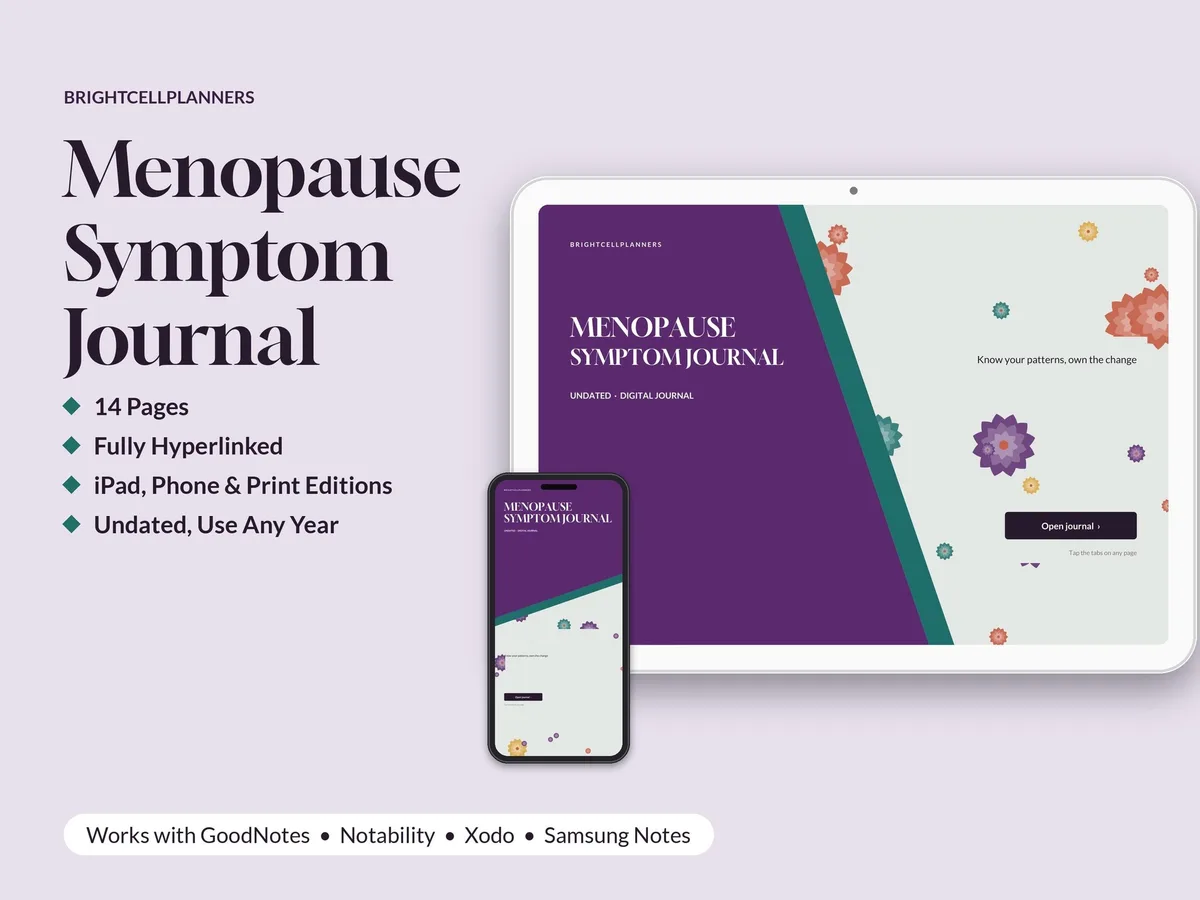 BRIGHTCELLPLANNERS
Menopause
Symptom
Journal
14 Pages
Fully Hyperlinked
iPad, Phone & Print Editions
Undated, Use Any Year
BRIGHTCELLPLANNERS
MENOPAUSE
SYMPTOM JOURNAL
UNDATED · DIGITAL JOURNAL
Know your patterns, own the change
Open journal ›
Tap the tabs on any page
MENOPAUSE
SYMPTOM JOURNAL
Works with GoodNotes • Notability • Xodo • Samsung Notes